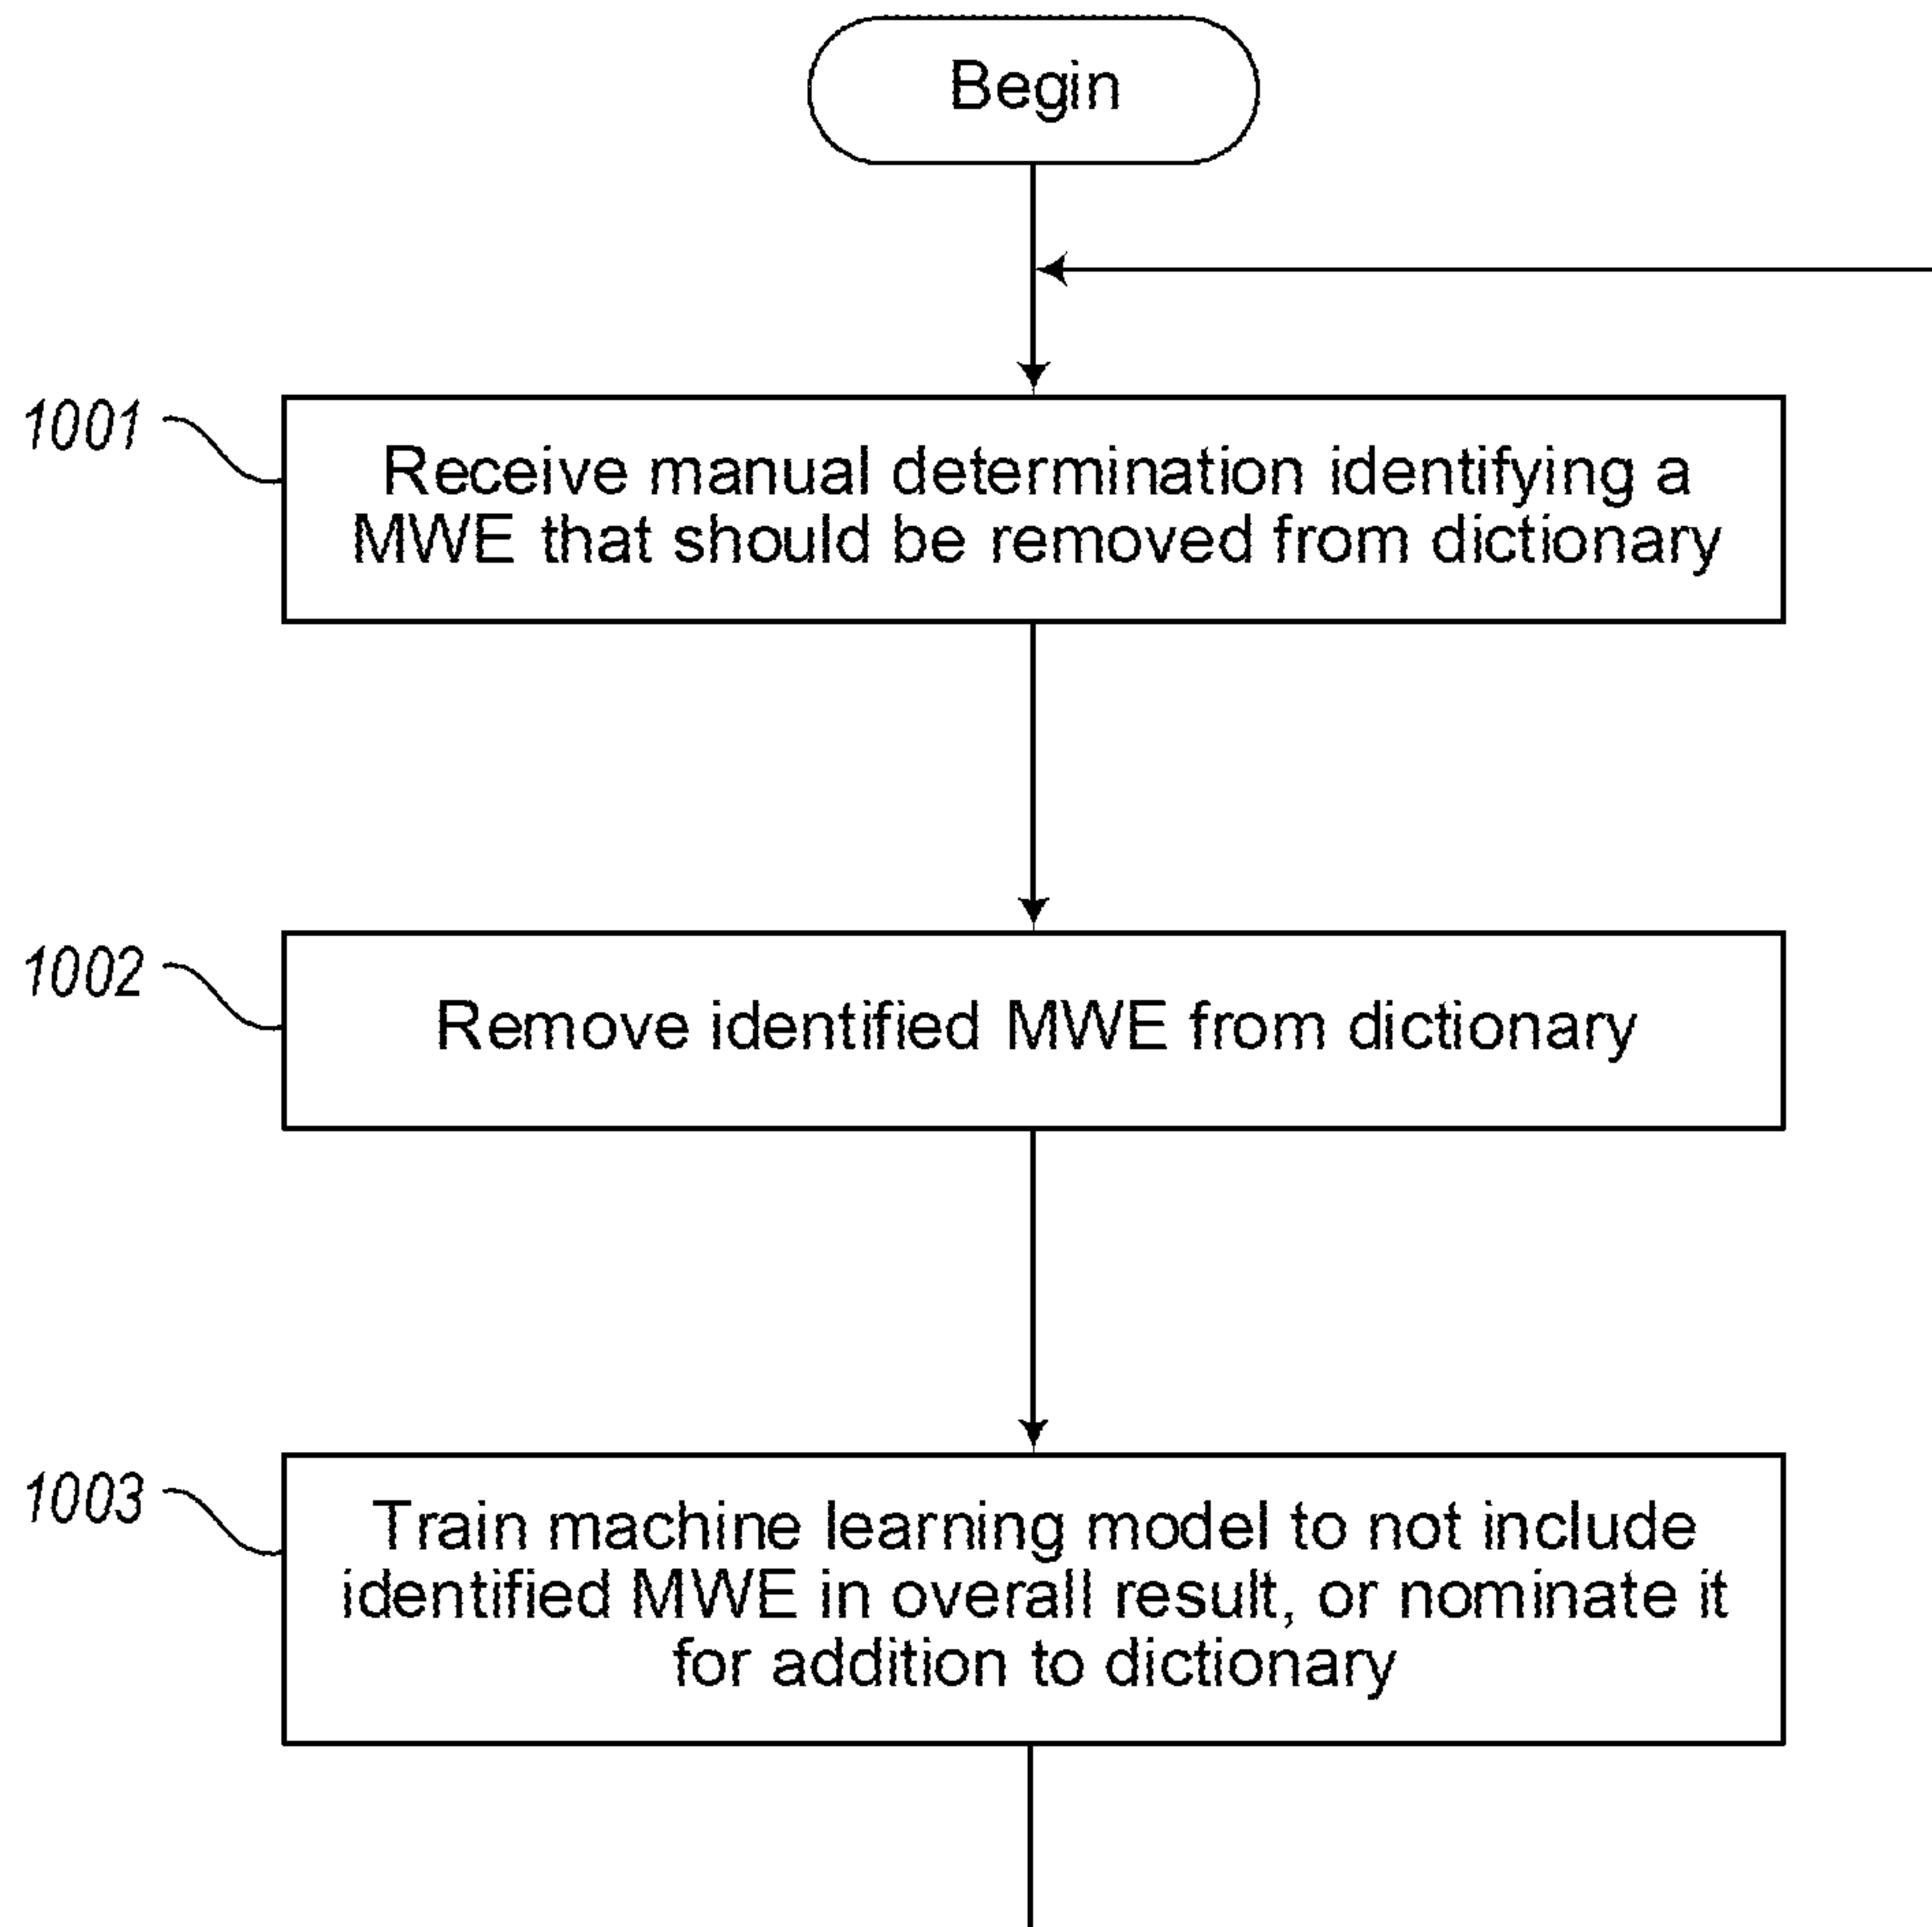 Begin
1001
Receive manual determination identifying a
MWE that should be removed from dictionary
1002
Remove identified MWE from dictionary
1003
Train machine learning model to not include
identified MWE in overall result, or nominate it
for addition to dictionary